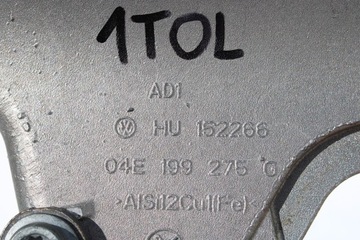 1TOL
AD1
HU 152266
04E 199 275 G
>AlSi12Cu1(Fe)<